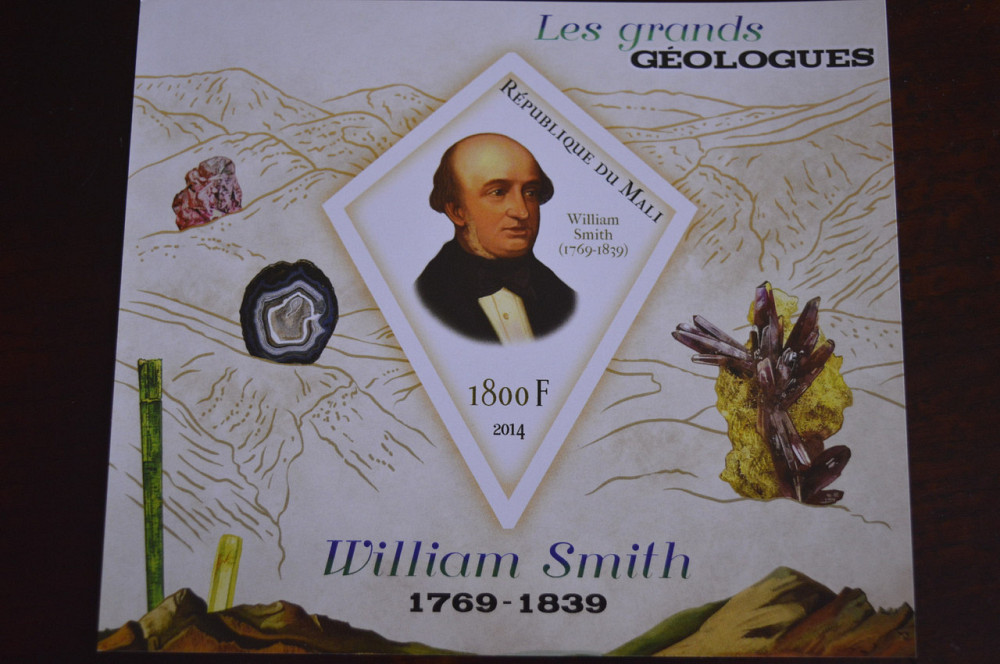 Les grands
GÉOLOGUES
RÉPUBLIQUE DU MALI
William
Smith
(1769-1839)
1800 F
2014
William Smith
1769-1839